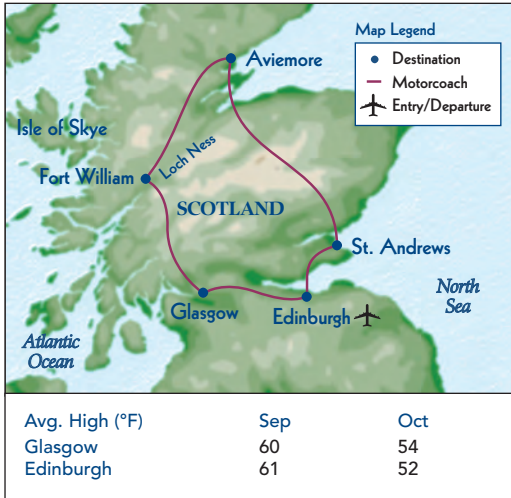 Map Legend
Destination
Motorcoach
Entry/Departure
Aviemore
Isle of Skye
Loch Ness
Fort William
SCOTLAND
St. Andrews
North
Sea
Glasgow
Edinburgh
Atlantic
Ocean
Avg. High (°F) Sep Oct
Glasgow 60 54
Edinburgh 61 52